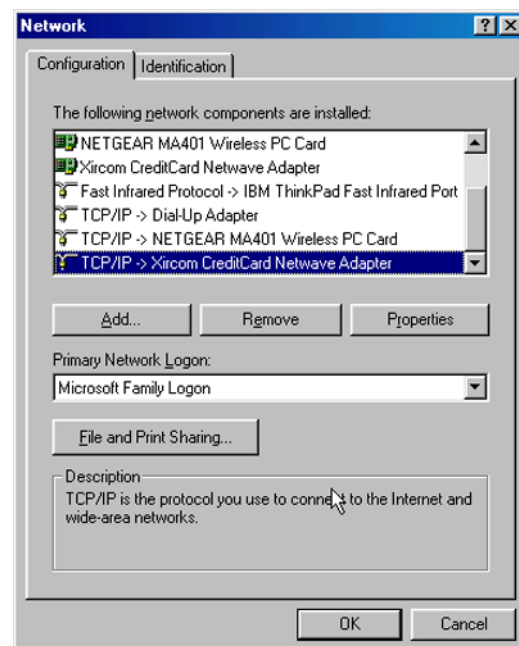 Network
Configuration
Identification
The following network components are installed:
NETGEAR MA401 Wireless PC Card
Xircom CreditCard Netwave Adapter
Fast Infrared Protocol -> IBM ThinkPad Fast Infrared Port
TCP/IP -> Dial-Up Adapter
TCP/IP -> NETGEAR MA401 Wireless PC Card
TCP/IP -> Xircom CreditCard Netwave Adapter
Add...
Remove
Properties
Primary Network Logon:
Microsoft Family Logon
File and Print Sharing...
Description
TCP/IP is the protocol you use to connect to the Internet and
wide-area networks.
OK
Cancel